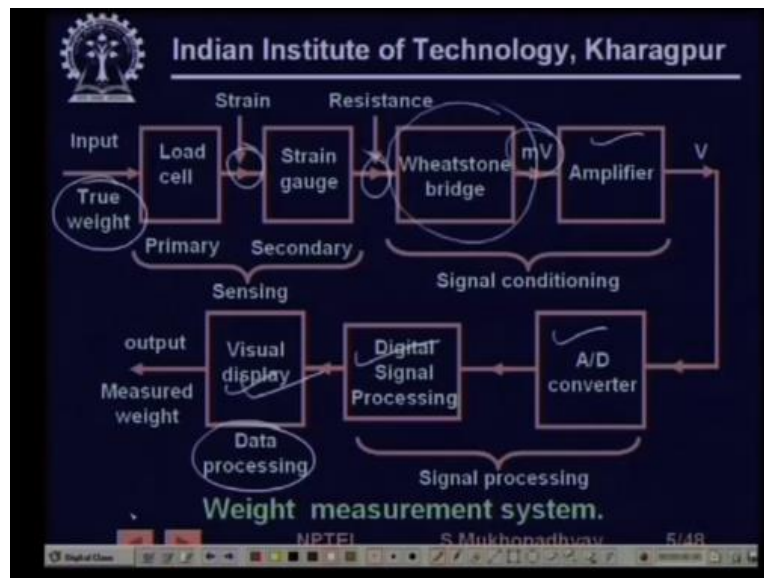 Indian Institute of Technology, Kharagpur
Strain
Resistance
Input
Load
cell
Strain
gauge
Wheatstone
bridge
mV
Amplifier
V
True
weight
Primary
Secondary
Sensing
Signal conditioning
output
Measured
weight
Visual
display
Digital
Signal
Processing
A/D
converter
Data
processing
Signal processing
Weight measurement system.
NPTEL
S.Mukhopadhyay
5/48